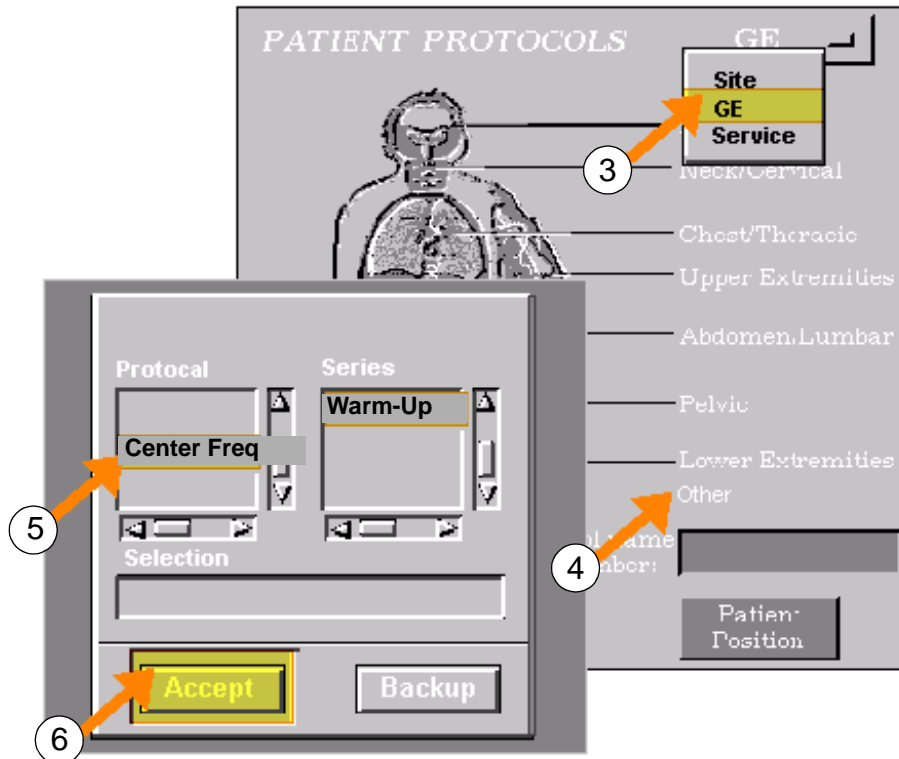 PATIENT PROTOCOLS GE
Site
GE
Service
3
Neck/Cervical
Chest/Thoracic
Upper Extremities
Abdomen/Lumbar
Pelvic
Lower Extremities
Other
4
name
Patient
Position
Protocal
Series
Center Freq
Warm-Up
5
Selection
Accept
Backup
6